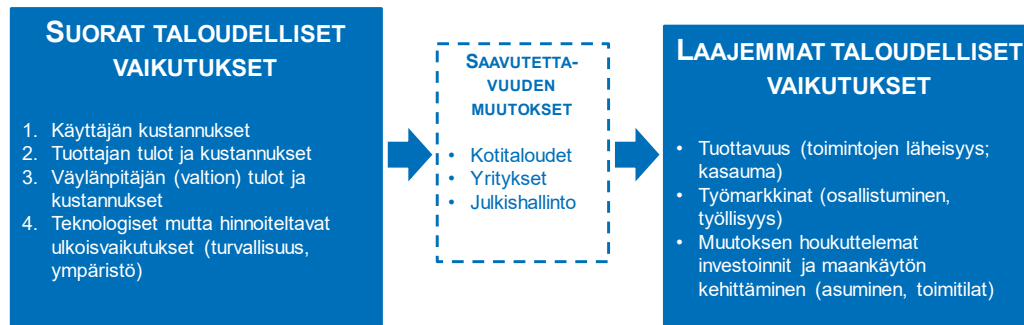 SUORAT TALOUDELLISET
VAIKUTUKSET
1. Käyttäjän kustannukset
2. Tuottajan tulot ja kustannukset
3. Väylänpitäjän (valtion) tulot ja
kustannukset
4. Teknologiset mutta hinnoiteltavat
ulkoisvaikutukset (turvallisuus,
ympäristö)
SAAVUTETTA-
VUUDEN
MUUTOKSET
• Kotitaloudet
• Yritykset
• Julkishallinto
LAAJEMMAT TALOUDELLISET
VAIKUTUKSET
• Tuottavuus (toimintojen läheisyys;
kasauma)
• Työmarkkinat (osallistuminen,
työllisyys)
• Muutoksen houkuttelemat
investoinnit ja maankäytön
kehittäminen (asuminen, toimitilat)